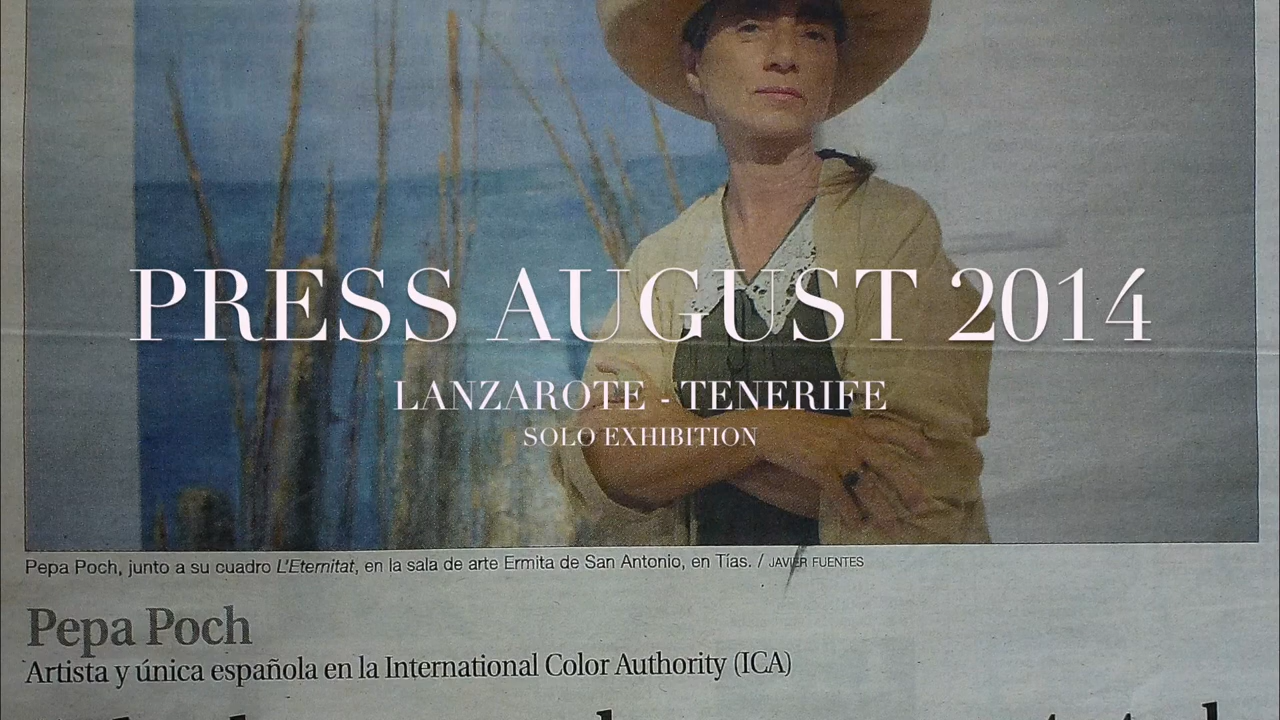 PRESS AUGUST 2014
LANZAROTE - TENERIFE
SOLO EXHIBITION
Pepa Poch, junto a su cuadro L'Eternitat, en la sala de arte Ermita de San Antonio, en Tías. / JAVIER FUENTES
Pepa Poch
Artista y única española en la International Color Authority (ICA)